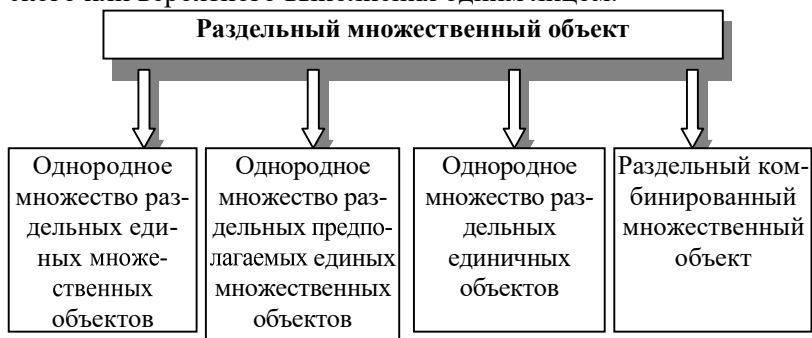 Раздельный множественный объект
Однородное
множество раз-
дельных еди-
ных множе-
ственных
объектов
Однородное
множество раз-
дельных предпо-
лагаемых единых
множественных
объектов
Однородное
множество раз-
дельных
единичных
объектов
Раздельный ком-
бинированный
множественный
объект